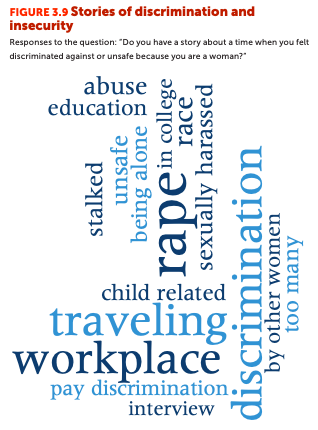 FIGURE 3.9 Stories of discrimination and
insecurity
Responses to the question: “Do you have a story about a time when you felt
discriminated against or unsafe because you are a woman?”
abuse
education
stalked
unsafe
being alone
rape
in college
race
sexually harassed
child related
traveling
workplace
pay discrimination
interview
discrimination
by other women
too many